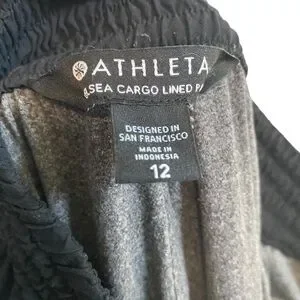 ATHLETA
SEA CARGO LINED
DESIGNED IN
SAN FRANCISCO
MADE IN
INDONESIA
12